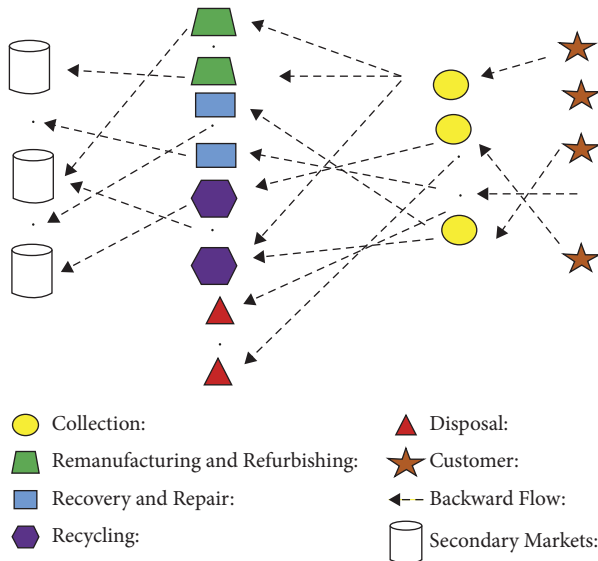 Collection:
Remanufacturing and Refurbishing:
Recovery and Repair:
Recycling:
Disposal:
Customer:
Backward Flow:
Secondary Markets: